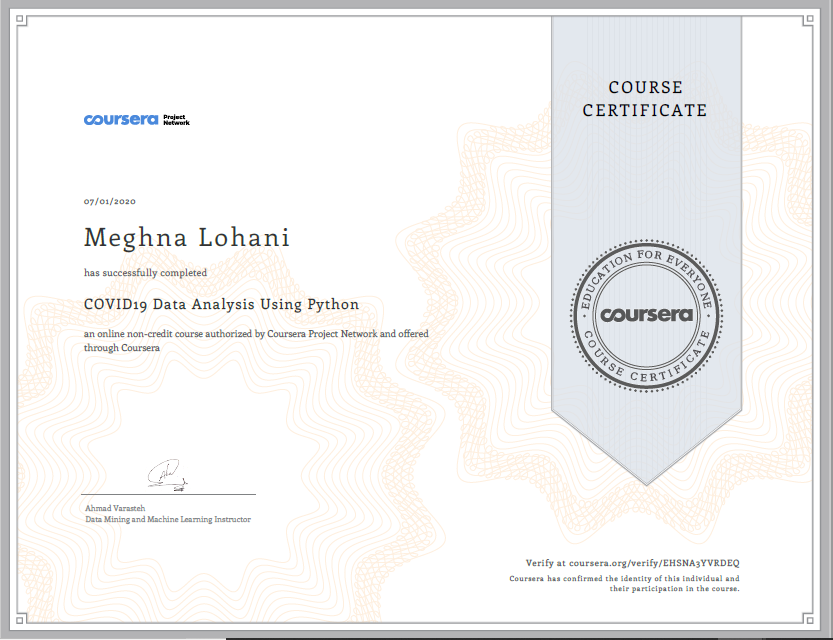 COURSE
CERTIFICATE
coursera Project
Network
07/01/2020
Meghna Lohani
has successfully completed
COVID19 Data Analysis Using Python
an online non-credit course authorized by Coursera Project Network and offered
through Coursera
EDUCATION FOR EVERYONE
coursera
COURSE CERTIFICATE
Ahmad Varasteh
Data Mining and Machine Learning Instructor
Verify at coursera.org/verify/EHSNA3YVRDEQ
Coursera has confirmed the identity of this individual and
their participation in the course.